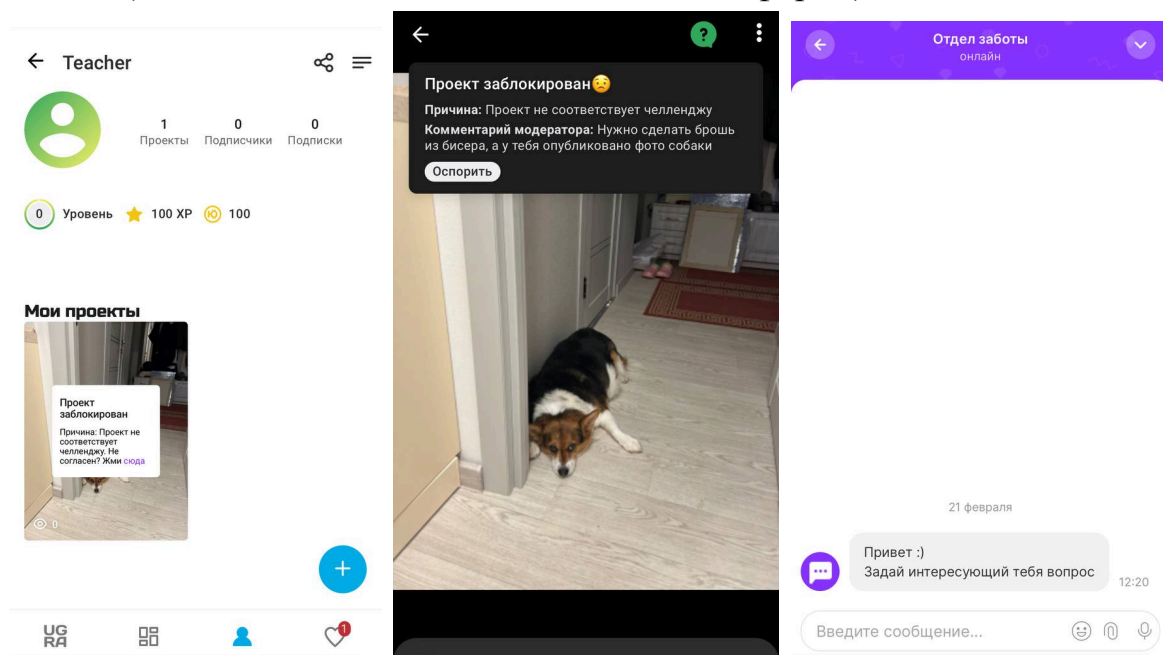 Teacher
1 0 0
Проекты Подписчики Подписки
0 Уровень 100 XP Ю 100
Мои проекты
Проект
заблокирован
Причина: Проект не
соответствует
челленджу. Не
согласен? Жми сюда
0
UG
RA
1
?
Проект заблокирован😟
Причина: Проект не соответствует челленджу
Комментарий модератора: Нужно сделать брошь
из бисера, а у тебя опубликовано фото собаки
Оспорить
Отдел заботы
онлайн
21 февраля
Привет :)
Задай интересующий тебя вопрос
12:20
Введите сообщение...